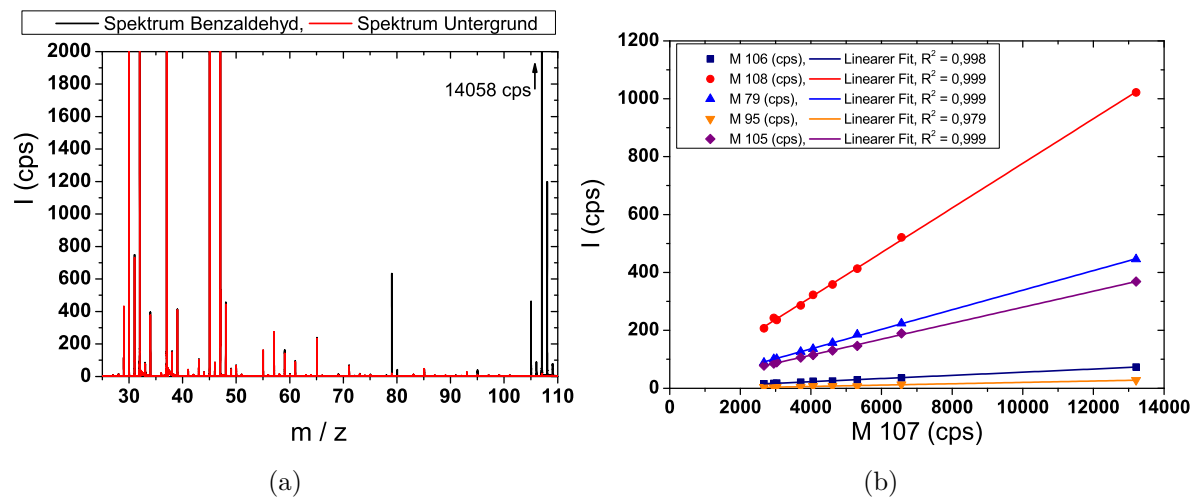 Spektrum Benzaldehyd, Spektrum Untergrund
I (cps)
2000
1800
1600
1400
1200
1000
800
600
400
200
0
14058 cps
30 40 50 60 70 80 90 100 110
m / z
(a)
I (cps)
1200
1000
800
600
400
200
0
M 106 (cps), Linearer Fit, R² = 0,998
M 108 (cps), Linearer Fit, R² = 0,999
M 79 (cps), Linearer Fit, R² = 0,999
M 95 (cps), Linearer Fit, R² = 0,979
M 105 (cps), Linearer Fit, R² = 0,999
0 2000 4000 6000 8000 10000 12000 14000
M 107 (cps)
(b)